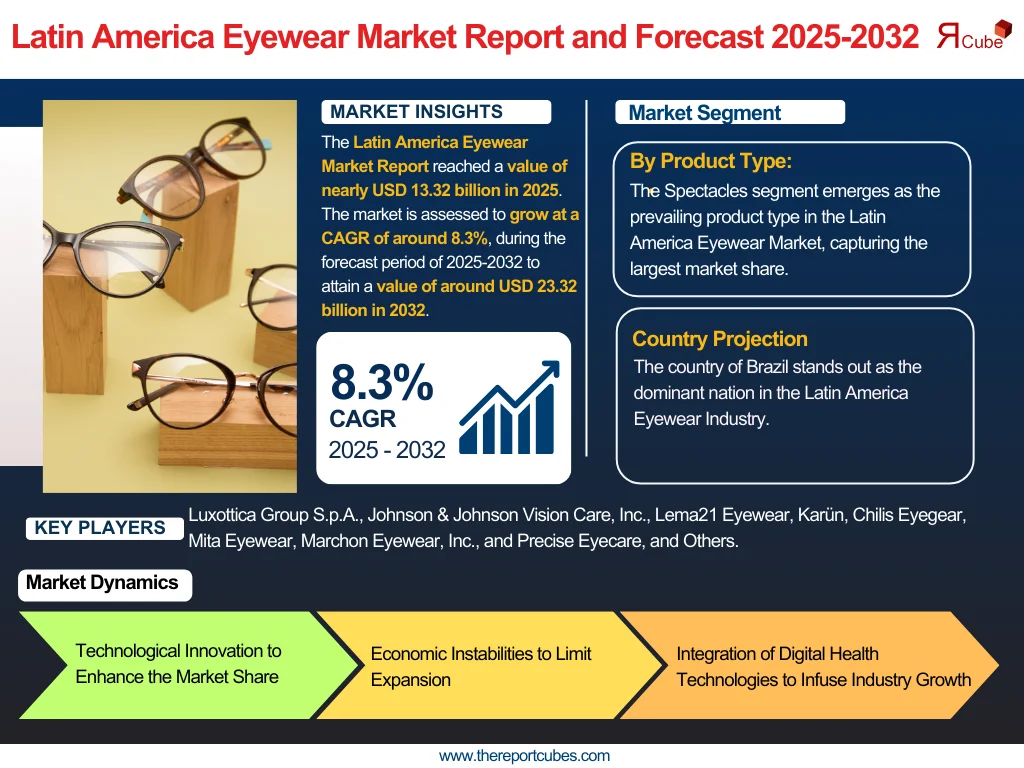 Latin America Eyewear Market Report and Forecast 2025-2032
ЯCube
MARKET INSIGHTS
The Latin America Eyewear
Market Report reached a value of
nearly USD 13.32 billion in 2025.
The market is assessed to grow at a
CAGR of around 8.3%, during the
forecast period of 2025-2032 to
attain a value of around USD 23.32
billion in 2032.
8.3%
CAGR
2025 - 2032
Market Segment
By Product Type:
The Spectacles segment emerges as the
prevailing product type in the Latin
America Eyewear Market, capturing the
largest market share.
Country Projection
The country of Brazil stands out as the
dominant nation in the Latin America
Eyewear Industry.
KEY PLAYERS
Luxottica Group S.p.A., Johnson & Johnson Vision Care, Inc., Lema21 Eyewear, Karün, Chilis Eyegear,
Mita Eyewear, Marchon Eyewear, Inc., and Precise Eyecare, and Others.
Market Dynamics
Technological Innovation to
Enhance the Market Share
Economic Instabilities to Limit
Expansion
Integration of Digital Health
Technologies to Infuse Industry Growth
www.thereportcubes.com